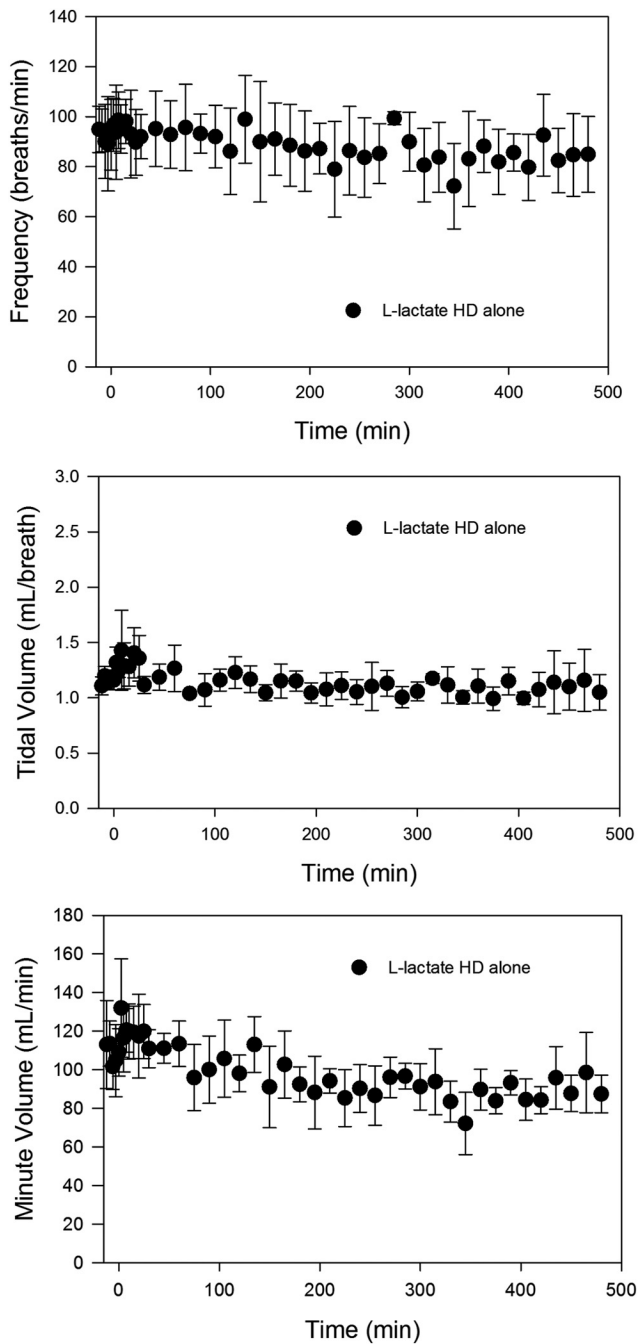 Frequency (breaths/min)
140
120
100
80
60
40
20
0
L-lactate HD alone
0 100 200 300 400 500
Time (min)
Tidal Volume (mL/breath)
3.0
2.5
2.0
1.5
1.0
0.5
0.0
L-lactate HD alone
0 100 200 300 400 500
Time (min)
Minute Volume (mL/min)
180
160
140
120
100
80
60
40
20
0
L-lactate HD alone
0 100 200 300 400 500
Time (min)